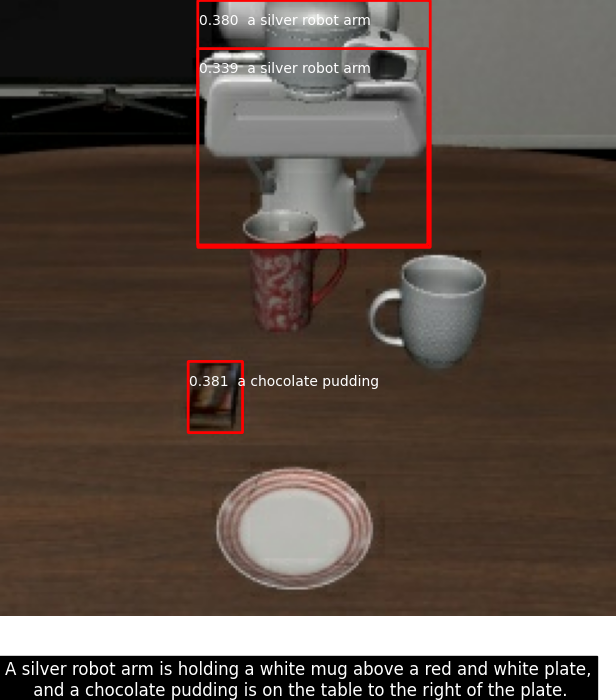 0.380 a silver robot arm
0.339 a silver robot arm
0.381 a chocolate pudding
A silver robot arm is holding a white mug above a red and white plate,
and a chocolate pudding is on the table to the right of the plate.